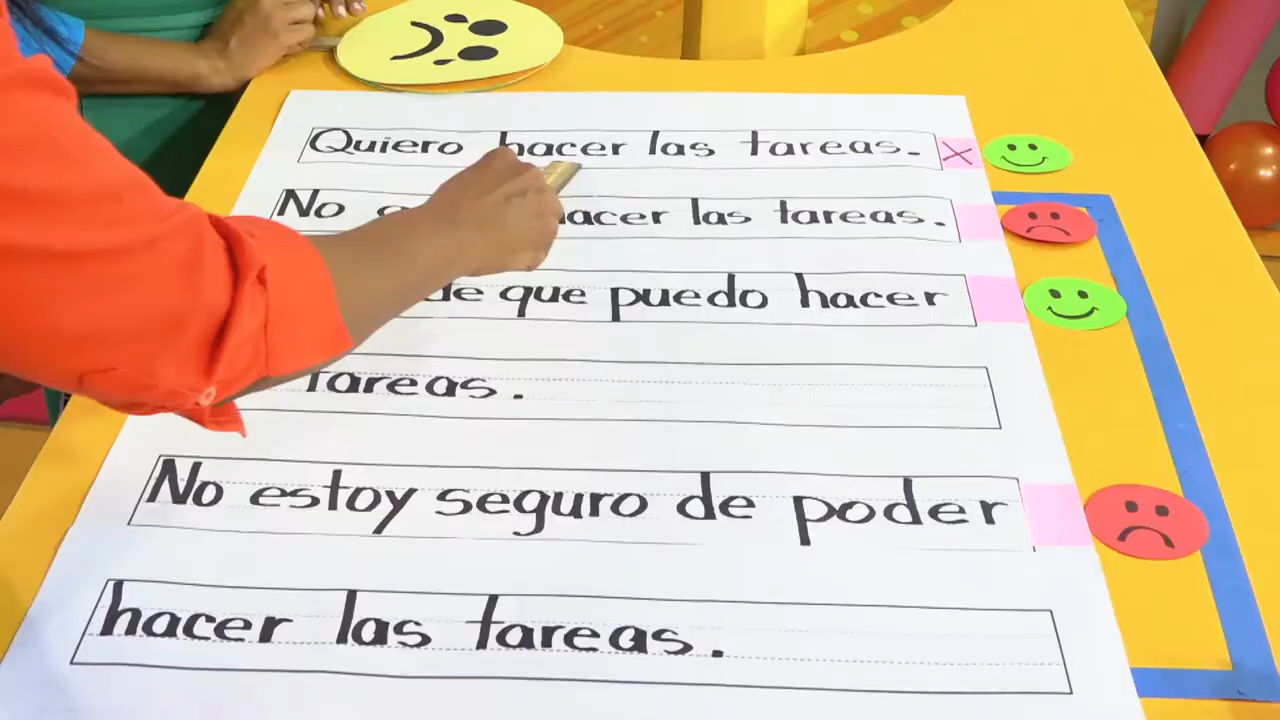 Quiero hacer las tareas. X
No hacer las tareas.
de que puedo hacer
tareas.
No estoy seguro de poder
hacer las tareas.